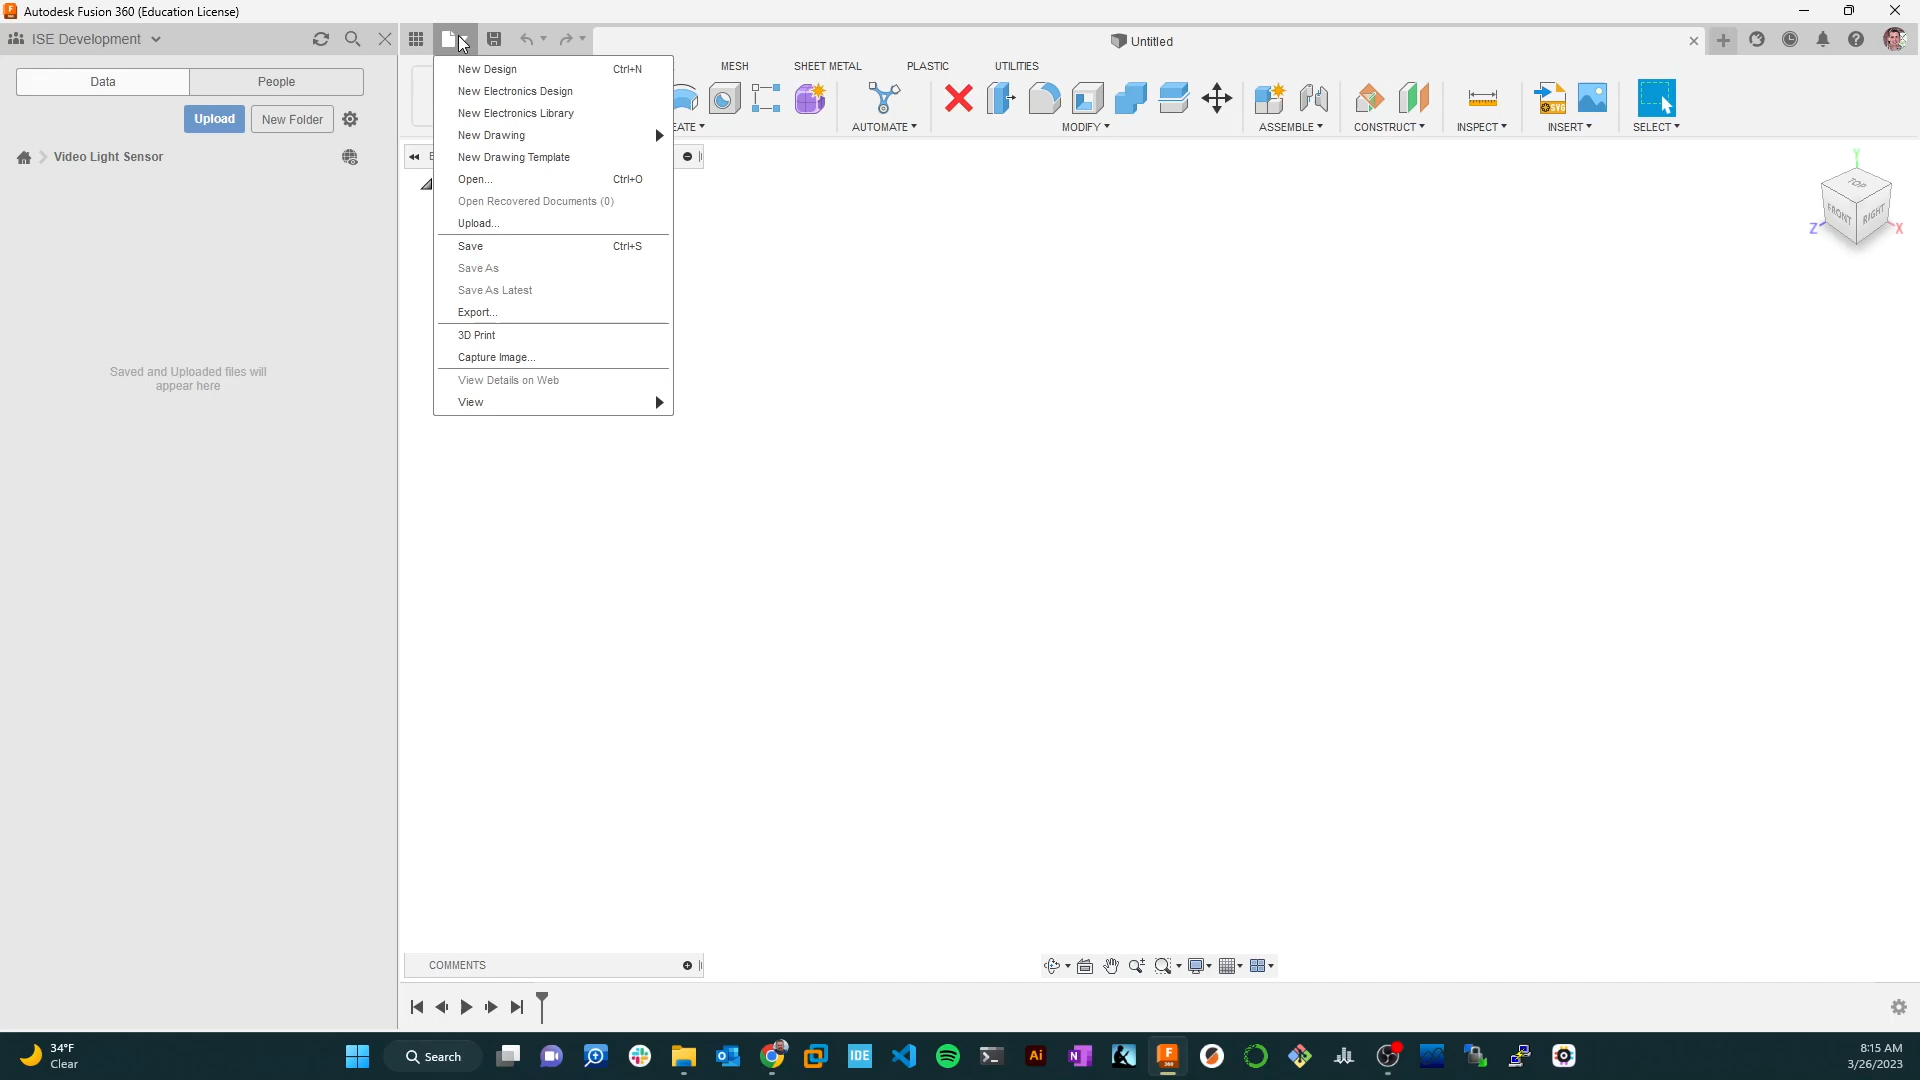 Autodesk Fusion 360 (Education License)
ISE Development
Untitled
Data
People
Upload
New Folder
Video Light Sensor
Saved and Uploaded files will
appear here
New Design Ctrl+N
New Electronics Design
New Electronics Library
New Drawing
New Drawing Template
Open... Ctrl+O
Open Recovered Documents (0)
Upload...
Save Ctrl+S
Save As
Save As Latest
Export...
3D Print
Capture Image...
View Details on Web
View
MESH
SHEET METAL
PLASTIC
UTILITIES
EATE
AUTOMATE
MODIFY
ASSEMBLE
CONSTRUCT
INSPECT
INSERT
SELECT
SVG
Y
TOP
FRONT
RIGHT
Z
X
COMMENTS
34°F
Clear
Search
IDE
Ai
N
F
360
8:15 AM
3/26/2023